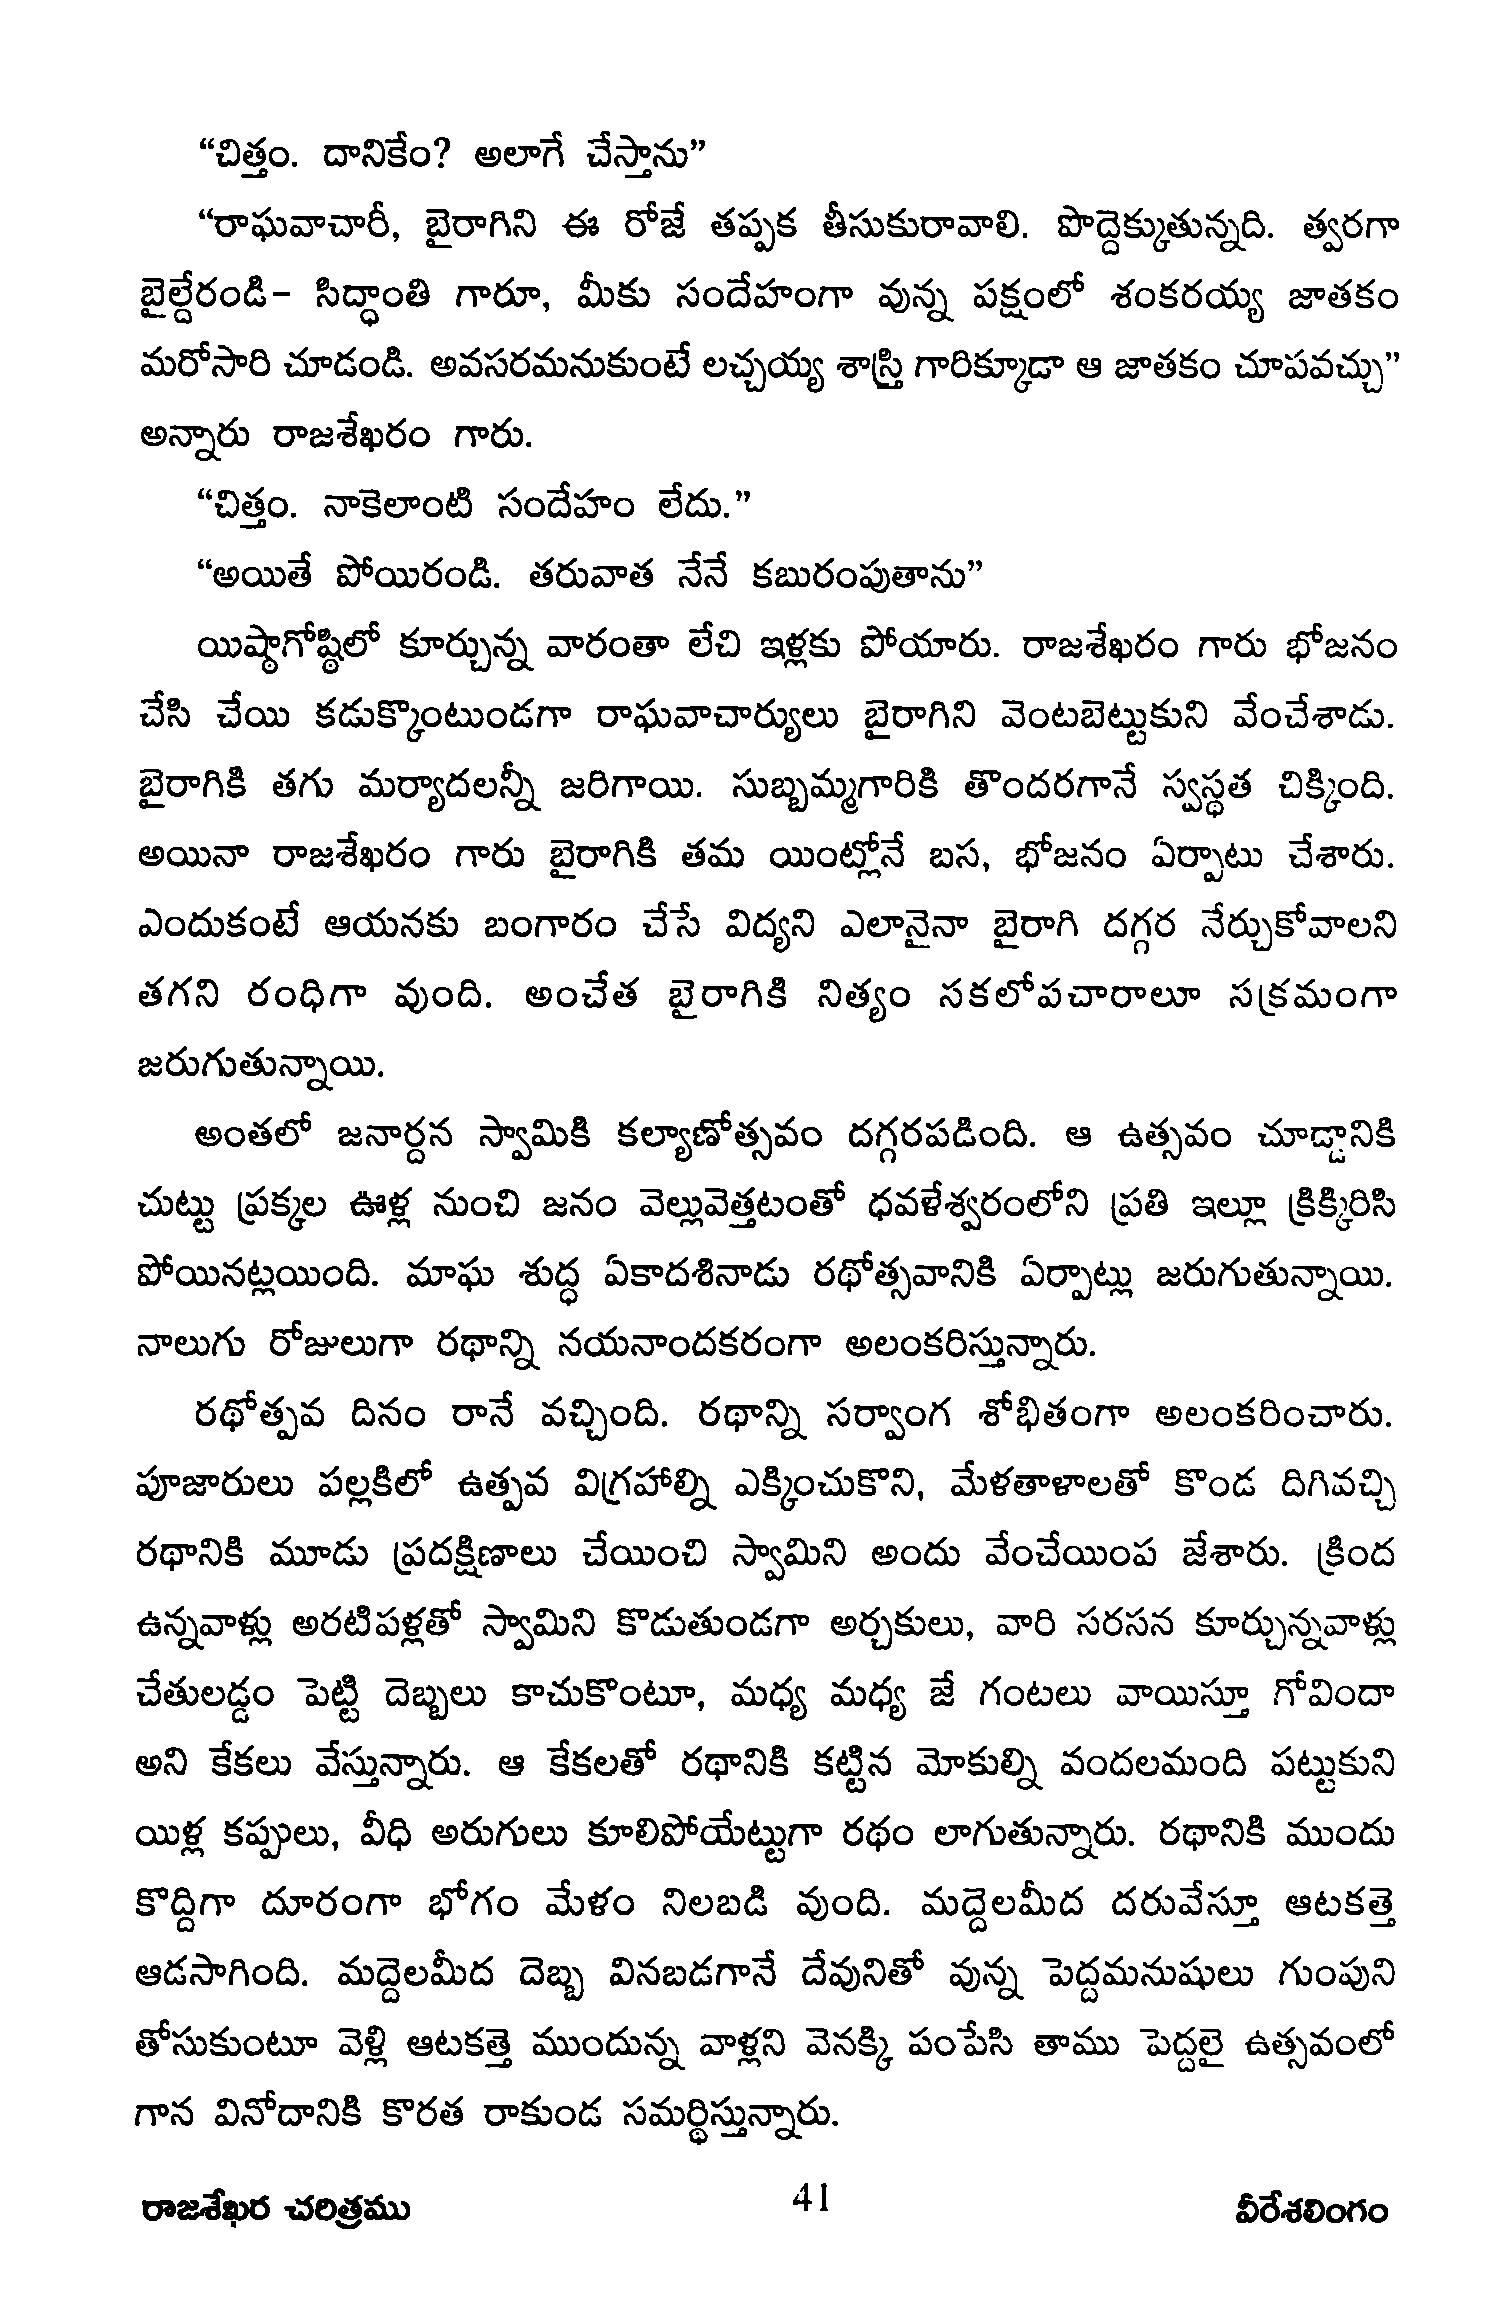 “చిత్తం. దానికేం? అలాగే చేస్తాను”
“రాఘవాచారీ, బైరాగిని ఈ రోజే తప్పక తీసుకురావాలి. పొద్దెక్కుతున్నది. త్వరగా
బైల్దేరండి- సిద్ధాంతి గారూ, మీకు సందేహంగా వున్న పక్షంలో శంకరయ్య జాతకం
మరోసారి చూడండి. అవసరమనుకుంటే లచ్చయ్య శాస్త్రి గారిక్కూడా ఆ జాతకం చూపవచ్చు”
అన్నారు రాజశేఖరం గారు.
“చిత్తం. నాకెలాంటి సందేహం లేదు.”
“అయితే పోయిరండి. తరువాత నేనే కబురంపుతాను”
యిష్ఠాగోష్ఠిలో కూర్చున్న వారంతా లేచి ఇళ్లకు పోయారు. రాజశేఖరం గారు భోజనం
చేసి చేయి కడుక్కొంటుండగా రాఘవాచార్యులు బైరాగిని వెంటబెట్టుకుని వేంచేశాడు.
బైరాగికి తగు మర్యాదలన్నీ జరిగాయి. సుబ్బమ్మగారికి తొందరగానే స్వస్థత చిక్కింది.
అయినా రాజశేఖరం గారు బైరాగికి తమ యింట్లోనే బస, భోజనం ఏర్పాటు చేశారు.
ఎందుకంటే ఆయనకు బంగారం చేసే విద్యని ఎలానైనా బైరాగి దగ్గర నేర్చుకోవాలని
తగని రంధిగా వుంది. అంచేత బైరాగికి నిత్యం సకలోపచారాలూ సక్రమంగా
జరుగుతున్నాయి.
అంతలో జనార్దన స్వామికి కల్యాణోత్సవం దగ్గరపడింది. ఆ ఉత్సవం చూడ్డానికి
చుట్టు ప్రక్కల ఊళ్ల నుంచి జనం వెల్లువెత్తటంతో ధవళేశ్వరంలోని ప్రతి ఇల్లూ క్రిక్కిరిసి
పోయినట్లయింది. మాఘ శుద్ధ ఏకాదశినాడు రథోత్సవానికి ఏర్పాట్లు జరుగుతున్నాయి.
నాలుగు రోజులుగా రథాన్ని నయనాందకరంగా అలంకరిస్తున్నారు.
రథోత్పవ దినం రానే వచ్చింది. రథాన్ని సర్వాంగ శోభితంగా అలంకరించారు.
పూజారులు పల్లకిలో ఉత్పవ విగ్రహాల్ని ఎక్కించుకొని, మేళతాళాలతో కొండ దిగివచ్చి
రథానికి మూడు ప్రదక్షిణాలు చేయించి స్వామిని అందు వేంచేయింప జేశారు. క్రింద
ఉన్నవాళ్లు అరటిపళ్లతో స్వామిని కొడుతుండగా అర్చకులు, వారి సరసన కూర్చున్నవాళ్లు
చేతులడ్డం పెట్టి దెబ్బలు కాచుకొంటూ, మధ్య మధ్య జే గంటలు వాయిస్తూ గోవిందా
అని కేకలు వేస్తున్నారు. ఆ కేకలతో రథానికి కట్టిన మోకుల్ని వందలమంది పట్టుకుని
యిళ్ల కప్పులు, వీధి అరుగులు కూలిపోయేట్టుగా రథం లాగుతున్నారు. రథానికి ముందు
కొద్దిగా దూరంగా భోగం మేళం నిలబడి వుంది. మద్దెలమీద దరువేస్తూ ఆటకత్తె
ఆడసాగింది. మద్దెలమీద దెబ్బ వినబడగానే దేవునితో వున్న పెద్దమనుషులు గుంపుని
తోసుకుంటూ వెళ్లి ఆటకత్తె ముందున్న వాళ్లని వెనక్కి పంపేసి తాము పెద్దలై ఉత్సవంలో
గాన వినోదానికి కొరత రాకుండ సమర్థిస్తున్నారు.
రాజశేఖర చరిత్రము 41 వీరేశలింగం